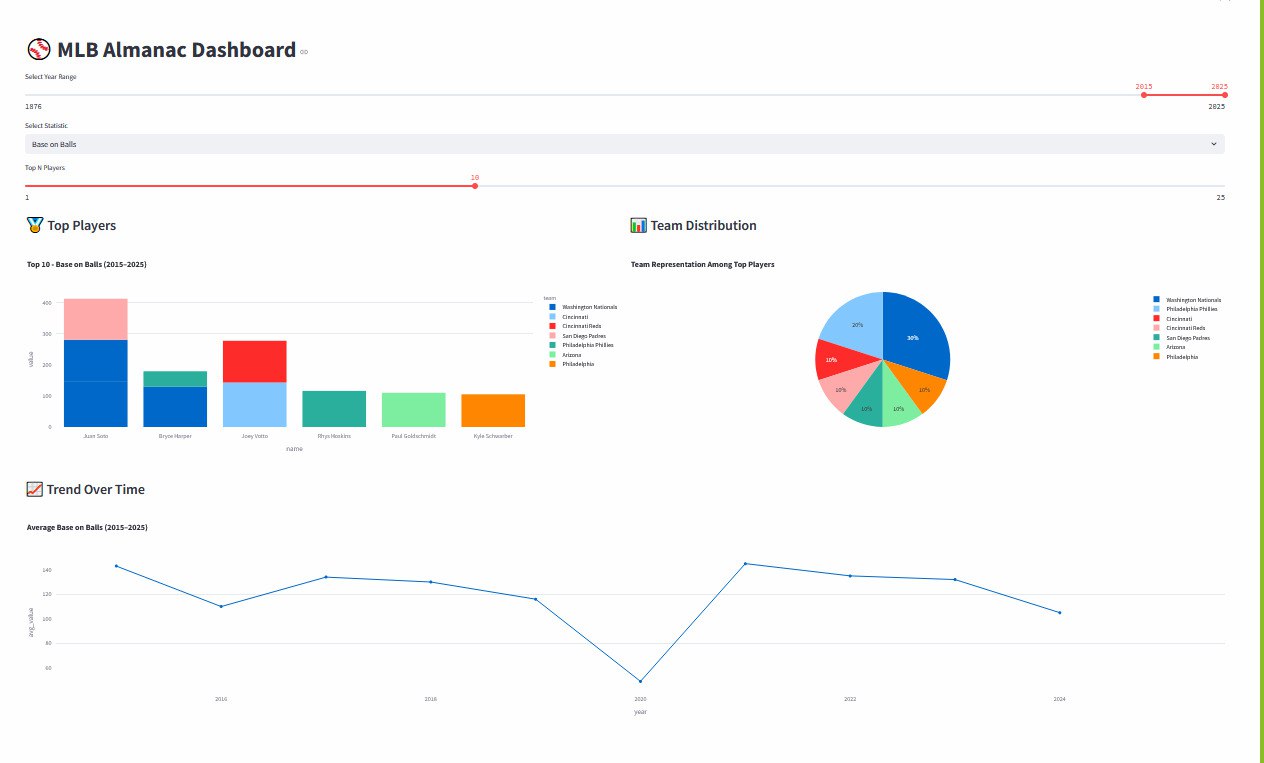 MLB Almanac Dashboard
Select Year Range
2015 2025
1876 2025
Select Statistic
Base on Balls
Top N Players
10
1 25
Top Players
Top 10 - Base on Balls (2015–2025)
400
300
200
100
0
value
Juan Soto Bryce Harper Joey Votto Rhys Hoskins Paul Goldschmidt Kyle Schwarber
name
team
Washington Nationals
Cincinnati
Cincinnati Reds
San Diego Padres
Philadelphia Phillies
Arizona
Philadelphia
Team Distribution
Team Representation Among Top Players
20% 30%
10%
10% 10%
10% 10%
Washington Nationals
Philadelphia Phillies
Cincinnati
Cincinnati Reds
San Diego Padres
Arizona
Philadelphia
Trend Over Time
Average Base on Balls (2015–2025)
140
120
100
80
60
avg_value
2016 2018 2020 2022 2024
year